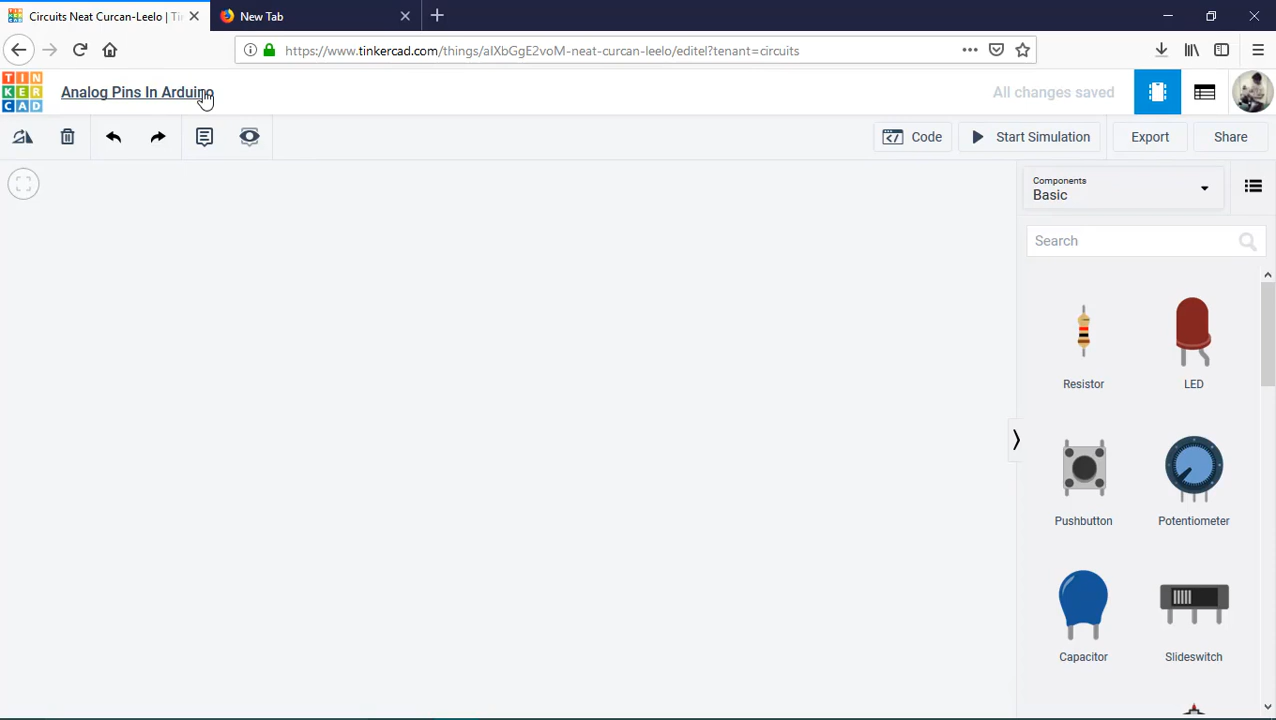 Circuits Neat Curcan-Leelo | Tin
New Tab
https://www.tinkercad.com/things/aIXbGgE2voM-neat-curcan-leelo/editel?tenant=circuits
TIN
KER
CAD
Analog Pins In Arduino
All changes saved
Code
Start Simulation
Export
Share
Components
Basic
Search
Resistor
LED
Pushbutton
Potentiometer
Capacitor
Slideswitch